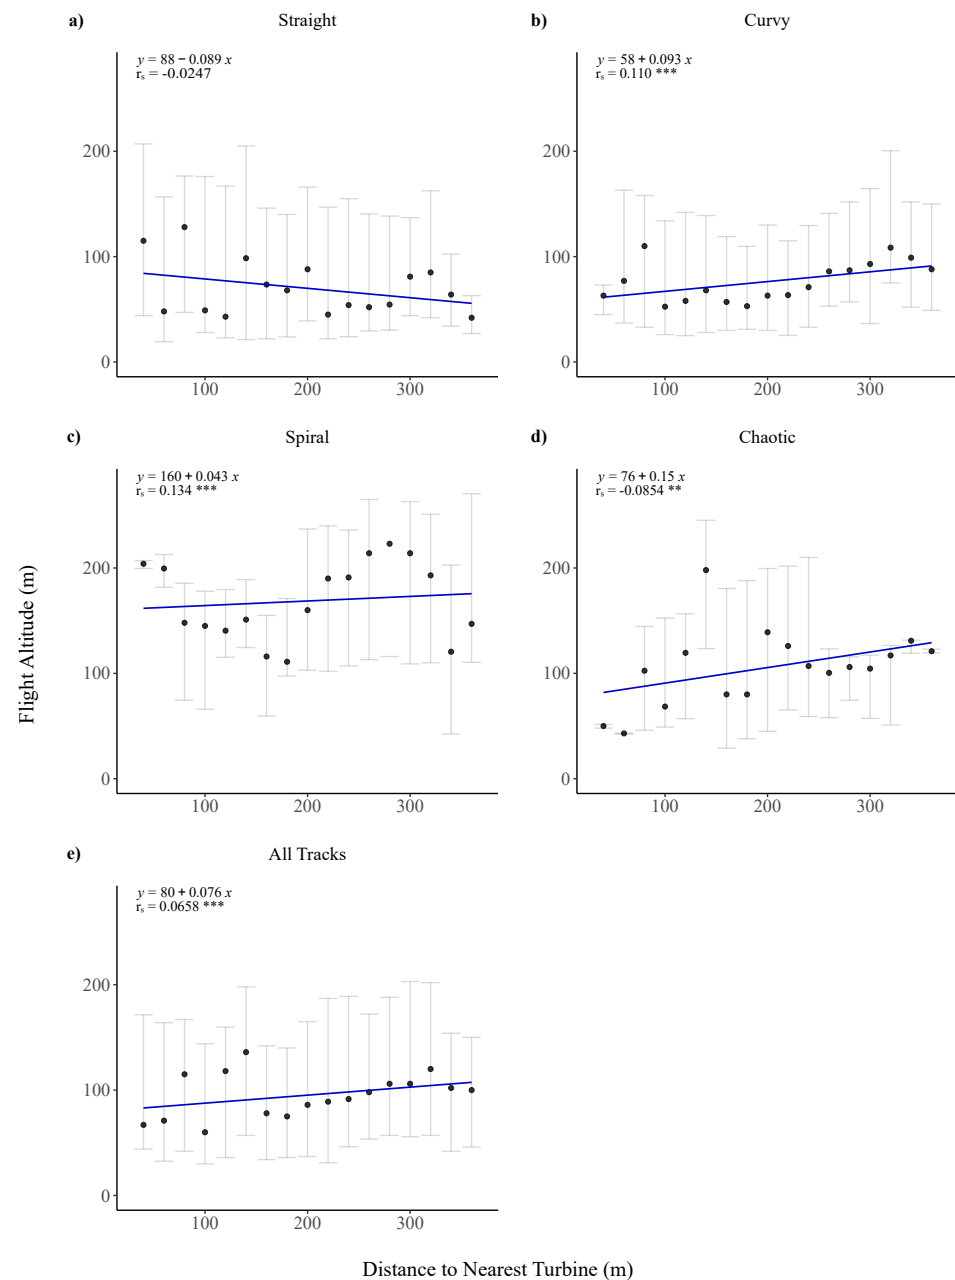 a) Straight
y = 88 − 0.089 x
rs = -0.0247
200
100
0
100 200 300
b) Curvy
y = 58 + 0.093 x
rs = 0.110 ***
200
100
0
100 200 300
c) Spiral
y = 160 + 0.043 x
rs = 0.134 ***
200
100
0
100 200 300
d) Chaotic
y = 76 + 0.15 x
rs = -0.0854 **
200
100
0
100 200 300
e) All Tracks
y = 80 + 0.076 x
rs = 0.0658 ***
200
100
0
100 200 300
Flight Altitude (m)
Distance to Nearest Turbine (m)